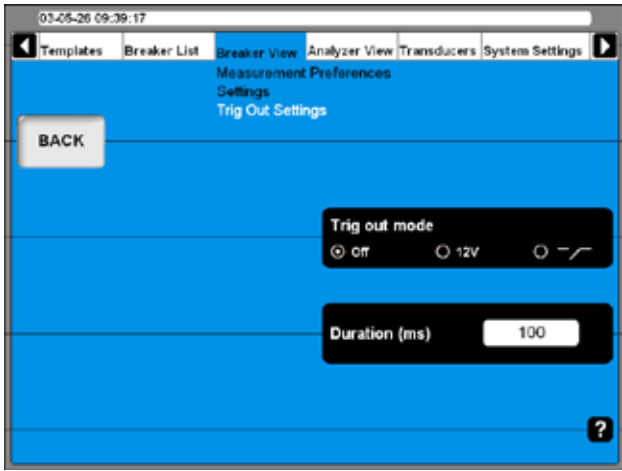 03-05-26 09:39:17
Templates Breaker List Breaker View Analyzer View Transducers System Settings
Measurement Preferences
Settings
Trig Out Settings
BACK
Trig out mode
Off 12V
Duration (ms) 100
?